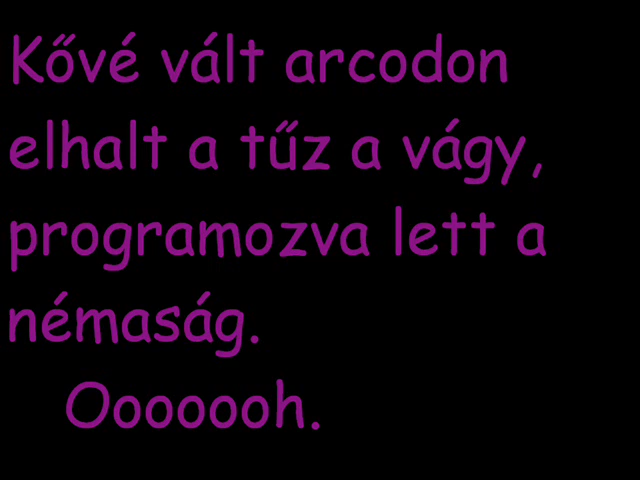 Kővé vált arcodon
elhalt a tűz a vágy,
programozva lett a
némaság.
Ooooooh.